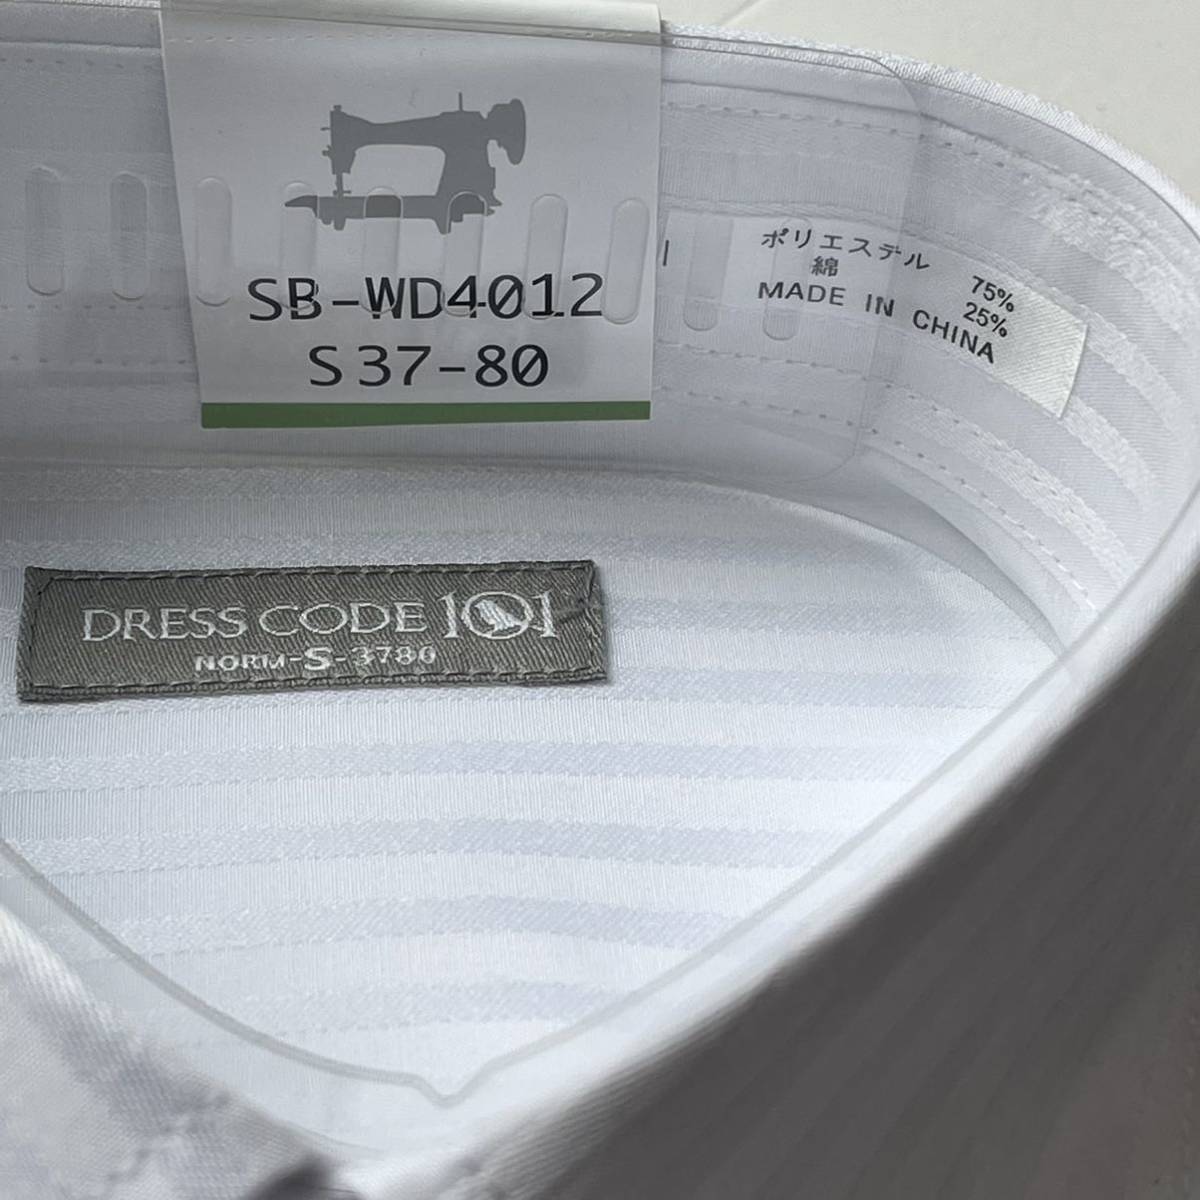 SB-WD4012
S 37-80
ポリエステル 75%
綿 25%
MADE IN CHINA
DRESS CODE 101
NORM-S-3780